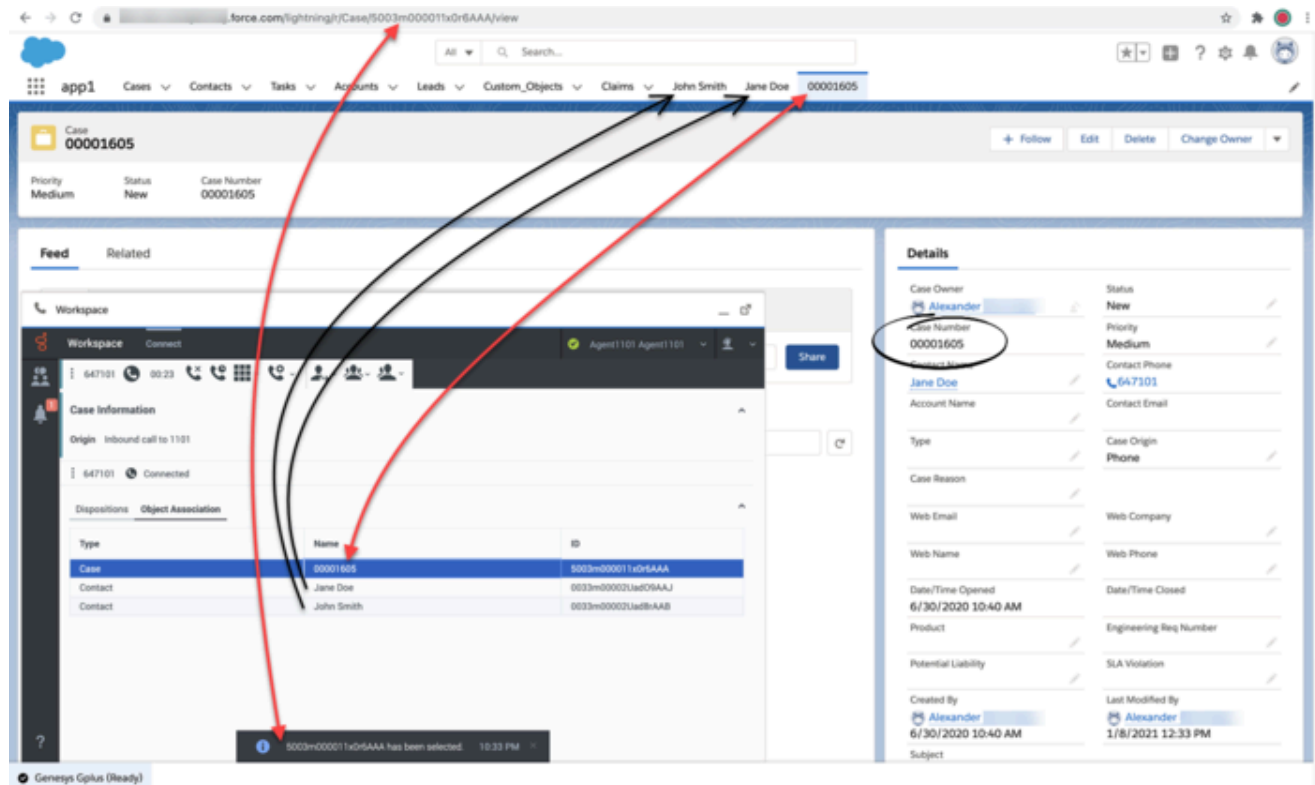 .force.com/lightning/r/Case/5003m000011x0r6AAA/view
All Search...
app1 Cases Contacts Tasks Accounts Leads Custom_Objects Claims John Smith Jane Doe 00001605
Case
00001605
+ Follow Edit Delete Change Owner
Priority Status Case Number
Medium New 00001605
Feed Related
Details
Case Owner Status
Alexander New
Case Number Priority
00001605 Medium
Contact Name Contact Phone
Jane Doe 647101
Account Name Contact Email
Type Case Origin
Phone
Case Reason
Web Email Web Company
Web Name Web Phone
Date/Time Opened Date/Time Closed
6/30/2020 10:40 AM
Product Engineering Req Number
Potential Liability SLA Violation
Created By Last Modified By
Alexander Alexander
6/30/2020 10:40 AM 1/8/2021 12:33 PM
Subject
Workspace
Workspace Connect Agent1101 Agent1101
Share
647101 00:23
1
Case Information
Origin Inbound call to 1101
647101 Connected
Dispositions Object Association
Type Name ID
Case 00001605 5003m000011x0r6AAA
Contact Jane Doe 0033m00002UadO9AAJ
Contact John Smith 0033m00002UadBrAAB
5003m000011x0r6AAA has been selected. 10:33 PM ×
?
Genesys Gplus (Ready)